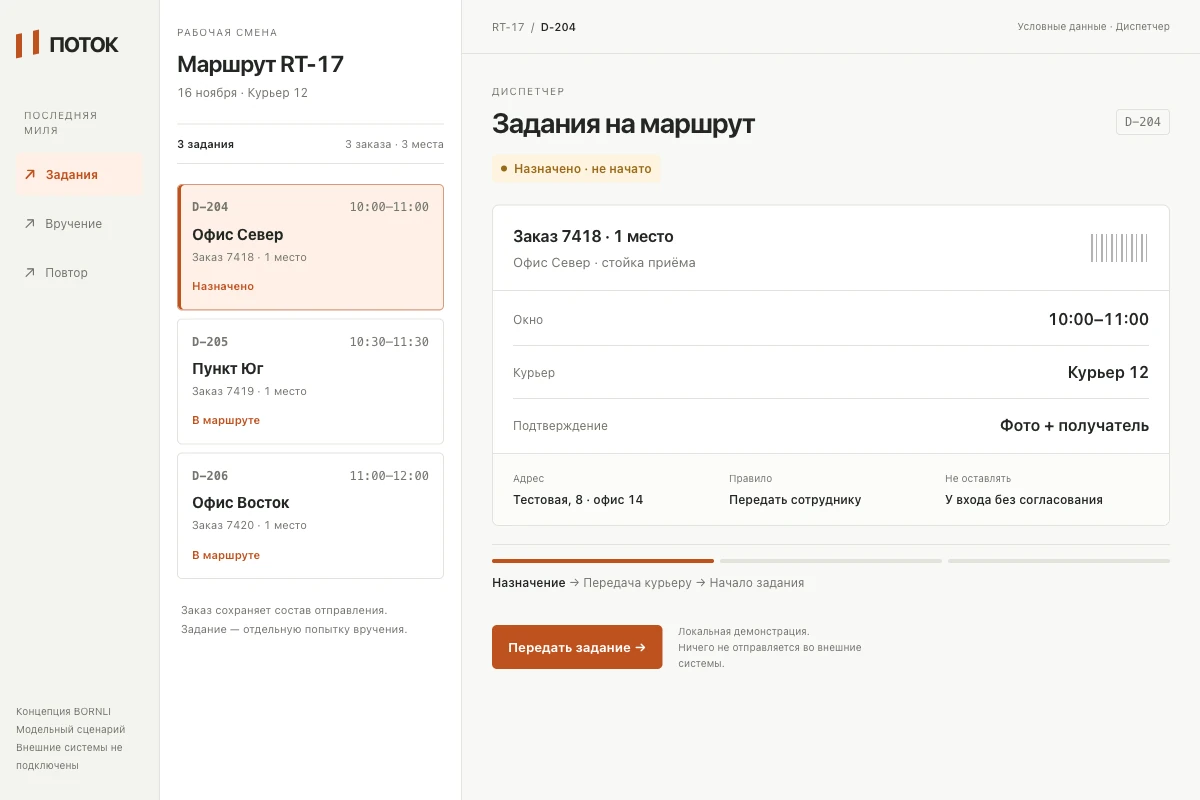 ПОТОК
ПОСЛЕДНЯЯ
МИЛЯ
Задания
Вручение
Повтор
Концепция BORNLI
Модельный сценарий
Внешние системы не
подключены
РАБОЧАЯ СМЕНА
Маршрут RT-17
16 ноября · Курьер 12
3 задания
3 заказа · 3 места
D-204
10:00–11:00
Офис Север
Заказ 7418 · 1 место
Назначено
D-205
10:30–11:30
Пункт Юг
Заказ 7419 · 1 место
В маршруте
D-206
11:00–12:00
Офис Восток
Заказ 7420 · 1 место
В маршруте
Заказ сохраняет состав отправления.
Задание — отдельную попытку вручения.
RT-17 / D-204
Условные данные · Диспетчер
ДИСПЕТЧЕР
Задания на маршрут
D-204
Назначено · не начато
Заказ 7418 · 1 место
Офис Север · стойка приёма
Окно
10:00–11:00
Курьер
Курьер 12
Подтверждение
Фото + получатель
Адрес
Тестовая, 8 · офис 14
Правило
Передать сотруднику
Не оставлять
У входа без согласования
Назначение → Передача курьеру → Начало задания
Передать задание →
Локальная демонстрация.
Ничего не отправляется во внешние
системы.